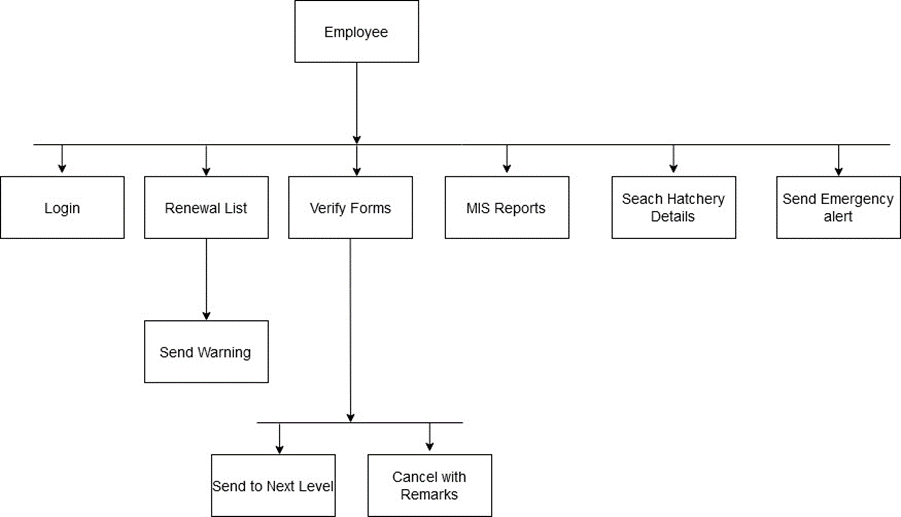 Employee
Login
Renewal List
Verify Forms
MIS Reports
Seach Hatchery
Details
Send Emergency
alert
Send Warning
Send to Next Level
Cancel with
Remarks